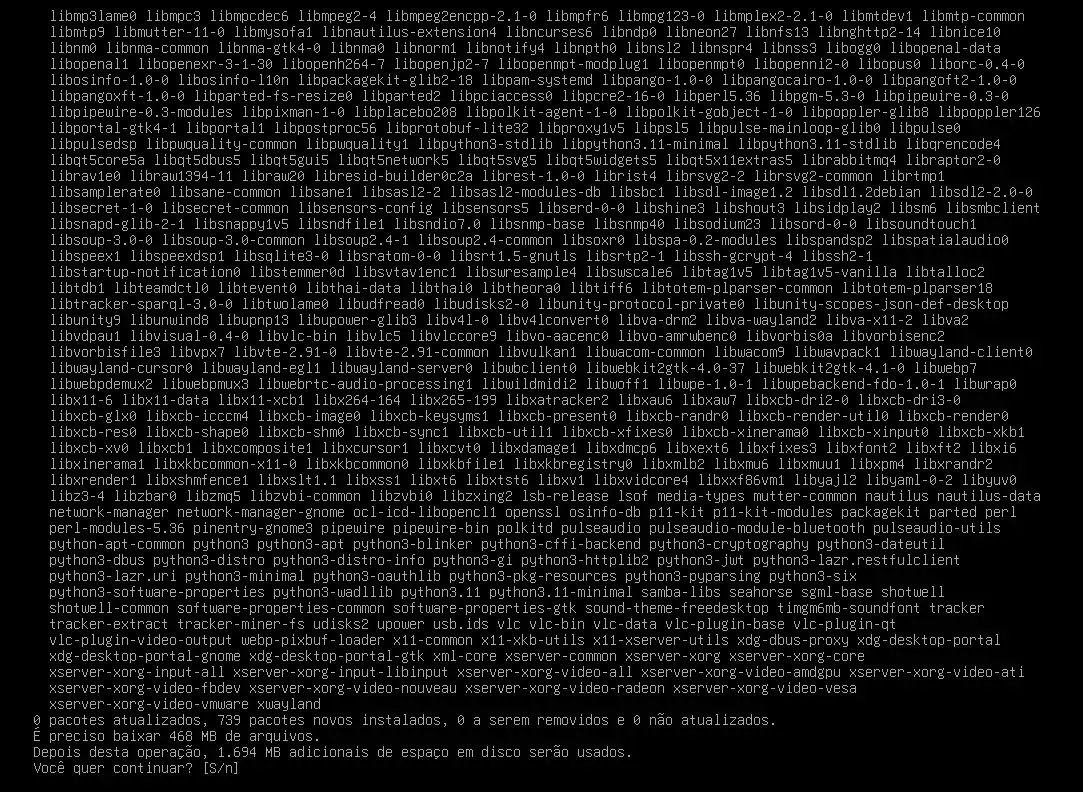 libmp3lame0 libmpc3 libmpcdec6 libmpeg2-4 libmpeg2encpp-2.1-0 libmpfr6 libmpg123-0 libmplex2-2.1-0 libmtdev1 libmtp-common
libmtp9 libmutter-11-0 libmysofa1 libnautilus-extension4 libncurses6 libndp0 libneon27 libnfs13 libnghttp2-14 libnice10
libnm0 libnma-common libnma-gtk4-0 libnma0 libnorm1 libnotify4 libnpth0 libnsl2 libnspr4 libnss3 libogg0 libopenal-data
libopenal1 libopenexr-3-1-30 libopenh264-7 libopenjp2-7 libopenmpt-modplug1 libopenmpt0 libopenni2-0 libopus0 liborc-0.4-0
libosinfo-1.0-0 libosinfo-l10n libpackagekit-glib2-18 libpam-systemd libpango-1.0-0 libpangocairo-1.0-0 libpangoft2-1.0-0
libpangoxft-1.0-0 libparted-fs-resize0 libparted2 libpciaccess0 libpcre2-16-0 libperl5.36 libpgm-5.3-0 libpipewire-0.3-0
libpipewire-0.3-modules libpixman-1-0 libplacebo208 libpolkit-agent-1-0 libpolkit-gobject-1-0 libpoppler-glib8 libpoppler126
libportal-gtk4-1 libportal1 libpostproc56 libprotobuf-lite32 libproxy1v5 libpsl5 libpulse-mainloop-glib0 libpulse0
libpulsedsp libpwquality-common libpwquality1 libpython3-stdlib libpython3.11-minimal libpython3.11-stdlib libqrencode4
libqt5core5a libqt5dbus5 libqt5gui5 libqt5network5 libqt5svg5 libqt5widgets5 libqt5x11extras5 librabbitmq4 libraptor2-0
librav1e0 libraw1394-11 libraw20 libresid-builder0c2a librest-1.0-0 librist4 librsvg2-2 librsvg2-common librtmp1
libsamplerate0 libsane-common libsane1 libsasl2-2 libsasl2-modules-db libsbc1 libsdl-image1.2 libsdl1.2debian libsdl2-2.0-0
libsecret-1-0 libsecret-common libsensors-config libsensors5 libserd-0-0 libshine3 libshout3 libsidplay2 libsm6 libsmbclient
libsnapd-glib-2-1 libsnappy1v5 libsndfile1 libsndio7.0 libsnmp-base libsnmp40 libsodium23 libsord-0-0 libsoundtouch1
libsoup-3.0-0 libsoup-3.0-common libsoup2.4-1 libsoup2.4-common libsoxr0 libspa-0.2-modules libspandsp2 libspatialaudio0
libspeex1 libspeexdsp1 libsqlite3-0 libsratom-0-0 libsrt1.5-gnutls libsrtp2-1 libssh-gcrypt-4 libssh2-1
libstartup-notification0 libstemmer0d libsvtav1enc1 libswresample4 libswscale6 libtag1v5 libtag1v5-vanilla libtalloc2
libtdb1 libteamdctl0 libtevent0 libthai-data libthai0 libtheora0 libtiff6 libtotem-plparser-common libtotem-plparser18
libtracker-sparql-3.0-0 libtwolame0 libudfread0 libudisks2-0 libunity-protocol-private0 libunity-scopes-json-def-desktop
libunity9 libunwind8 libupnp13 libupower-glib3 libv4l-0 libv4lconvert0 libva-drm2 libva-wayland2 libva-x11-2 libva2
libvdpau1 libvisual-0.4-0 libvlc-bin libvlc5 libvlccore9 libvo-aacenc0 libvo-amrwbenc0 libvorbis0a libvorbisenc2
libvorbisfile3 libvpx7 libvte-2.91-0 libvte-2.91-common libvulkan1 libwacom-common libwacom9 libwavpack1 libwayland-client0
libwayland-cursor0 libwayland-egl1 libwayland-server0 libwbclient0 libwebkit2gtk-4.0-37 libwebkit2gtk-4.1-0 libwebp7
libwebpdemux2 libwebpmux3 libwebrtc-audio-processing1 libwildmidi2 libwoff1 libwpe-1.0-1 libwpebackend-fdo-1.0-1 libwrap0
libx11-6 libx11-data libx11-xcb1 libx264-164 libx265-199 libxatracker2 libxau6 libxaw7 libxcb-dri2-0 libxcb-dri3-0
libxcb-glx0 libxcb-icccm4 libxcb-image0 libxcb-keysyms1 libxcb-present0 libxcb-randr0 libxcb-render-util0 libxcb-render0
libxcb-res0 libxcb-shape0 libxcb-shm0 libxcb-sync1 libxcb-util1 libxcb-xfixes0 libxcb-xinerama0 libxcb-xinput0 libxcb-xkb1
libxcb-xv0 libxcb1 libxcomposite1 libxcursor1 libxcvt0 libxdamage1 libxdmcp6 libxext6 libxfixes3 libxfont2 libxft2 libxi6
libxinerama1 libxkbcommon-x11-0 libxkbcommon0 libxkbfile1 libxkbregistry0 libxmlb2 libxmu6 libxmuu1 libxpm4 libxrandr2
libxrender1 libxshmfence1 libxslt1.1 libxss1 libxt6 libxtst6 libxv1 libxvidcore4 libxxf86vm1 libyajl2 libyaml-0-2 libyuv0
libz3-4 libzbar0 libzmq5 libzvbi-common libzvbi0 libzxing2 lsb-release lsof media-types mutter-common nautilus nautilus-data
network-manager network-manager-gnome ocl-icd-libopencl1 openssl osinfo-db p11-kit p11-kit-modules packagekit parted perl
perl-modules-5.36 pinentry-gnome3 pipewire pipewire-bin polkitd pulseaudio pulseaudio-module-bluetooth pulseaudio-utils
python-apt-common python3 python3-apt python3-blinker python3-cffi-backend python3-cryptography python3-dateutil
python3-dbus python3-distro python3-distro-info python3-gi python3-httplib2 python3-jwt python3-lazr.restfulclient
python3-lazr.uri python3-minimal python3-oauthlib python3-pkg-resources python3-pyparsing python3-six
python3-software-properties python3-wadllib python3.11 python3.11-minimal samba-libs seahorse sgml-base shotwell
shotwell-common software-properties-common software-properties-gtk sound-theme-freedesktop timgm6mb-soundfont tracker
tracker-extract tracker-miner-fs udisks2 upower usb.ids vlc vlc-bin vlc-data vlc-plugin-base vlc-plugin-qt
vlc-plugin-video-output webp-pixbuf-loader x11-common x11-xkb-utils x11-xserver-utils xdg-dbus-proxy xdg-desktop-portal
xdg-desktop-portal-gnome xdg-desktop-portal-gtk xml-core xserver-common xserver-xorg xserver-xorg-core
xserver-xorg-input-all xserver-xorg-input-libinput xserver-xorg-video-all xserver-xorg-video-amdgpu xserver-xorg-video-ati
xserver-xorg-video-fbdev xserver-xorg-video-nouveau xserver-xorg-video-radeon xserver-xorg-video-vesa
xserver-xorg-video-vmware xwayland
0 pacotes atualizados, 739 pacotes novos instalados, 0 a serem removidos e 0 não atualizados.
É preciso baixar 468 MB de arquivos.
Depois desta operação, 1.694 MB adicionais de espaço em disco serão usados.
Você quer continuar? [S/n]